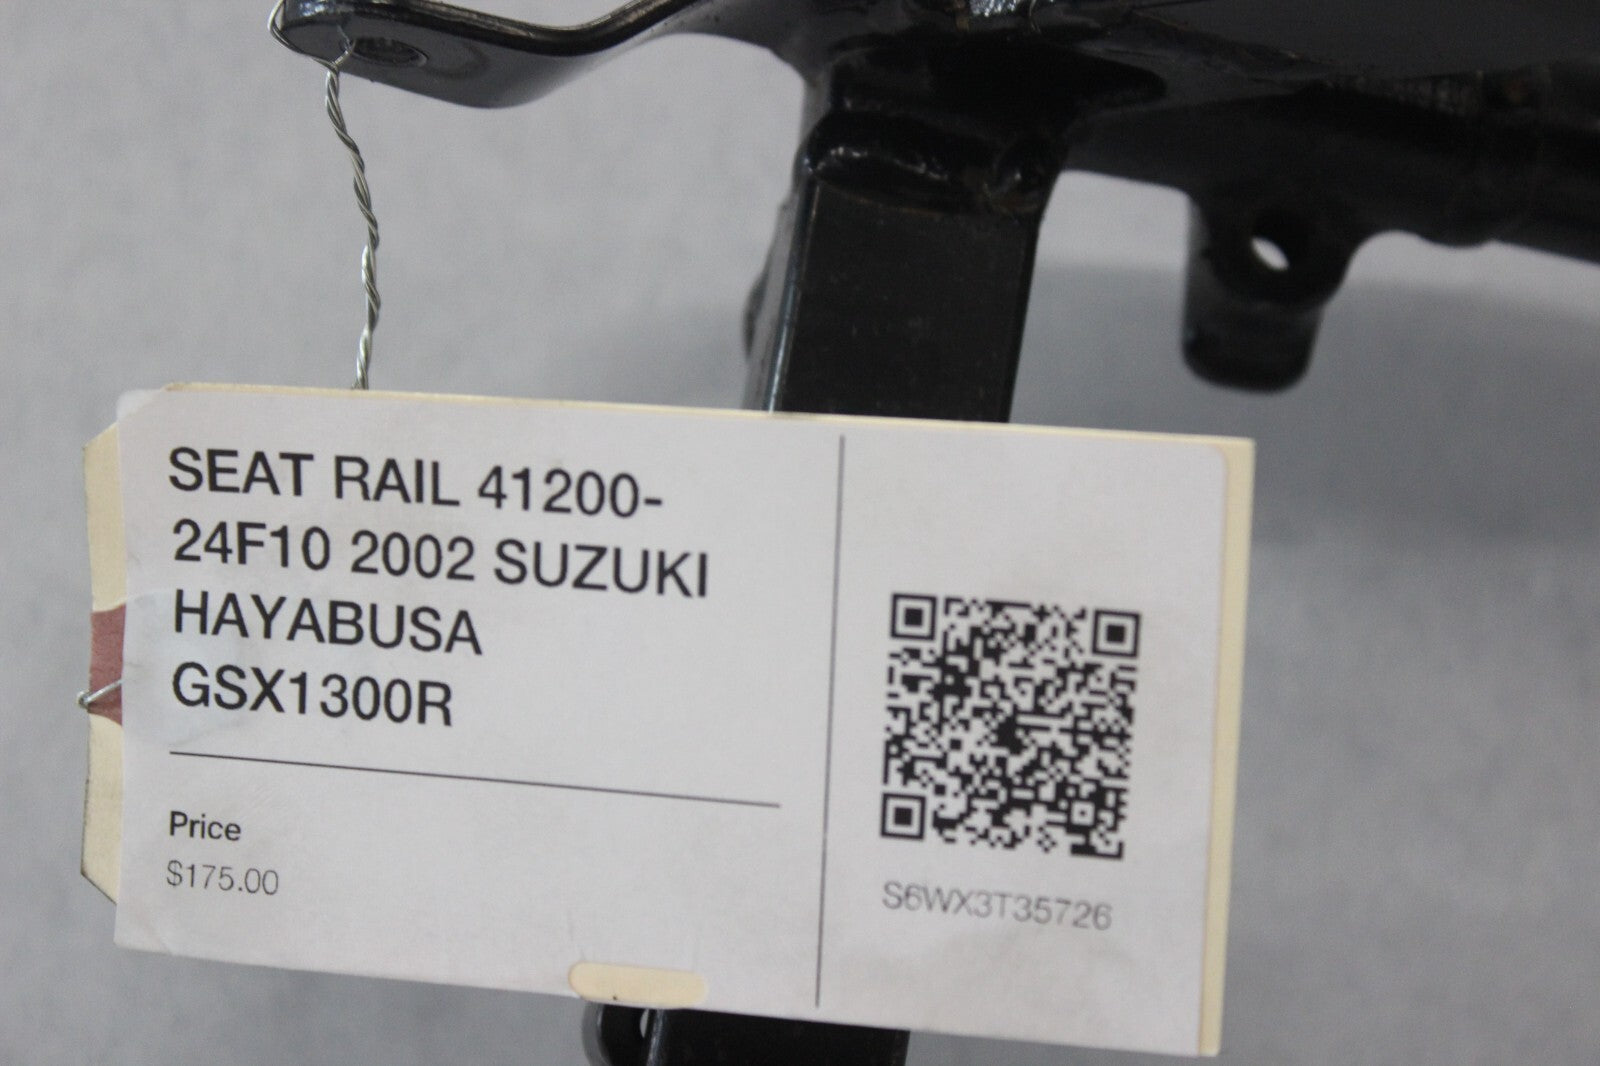 SEAT RAIL 41200-
24F10 2002 SUZUKI
HAYABUSA
GSX1300R
Price
$175.00
S6WX3T35726